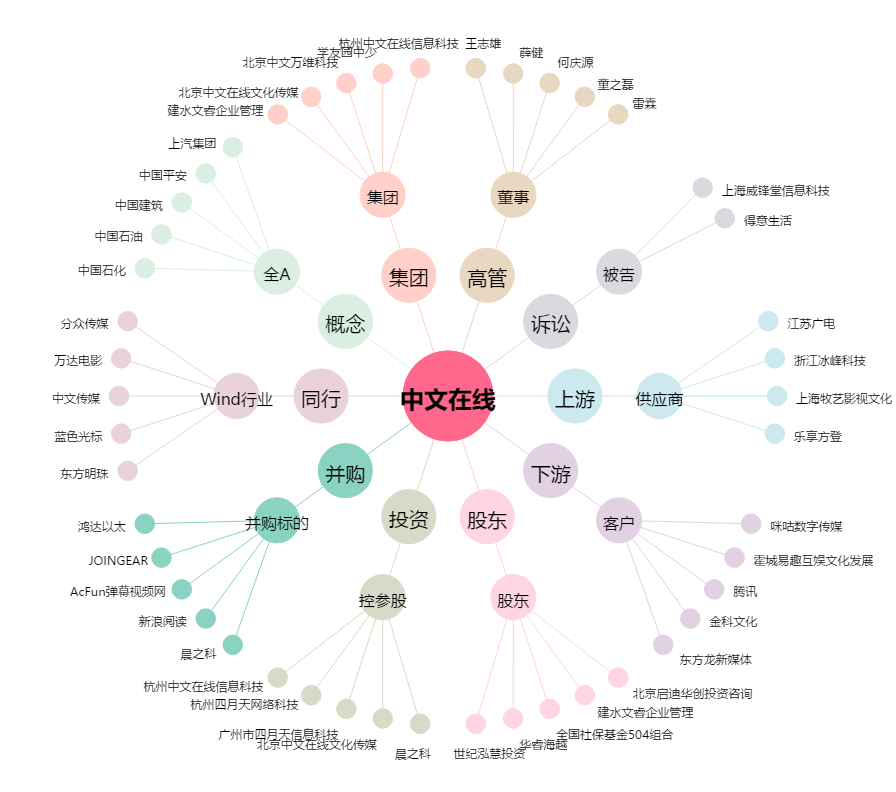 杭州中文在线信息科技
王志雄
学友园中少
薛健
北京中文万维科技
何庆源
北京中文在线文化传媒
童之磊
建水文睿企业管理
雷霖
上汽集团
中国平安
集团
董事
上海威锋堂信息科技
中国建筑
得意生活
中国石油
中国石化
全A
集团
高管
被告
分众传媒
概念
诉讼
江苏广电
万达电影
浙江冰峰科技
中文传媒
Wind行业
同行
中文在线
上游
供应商
上海牧艺影视文化
蓝色光标
乐享方登
东方明珠
并购
下游
鸿达以太
并购标的
投资
股东
客户
咪咕数字传媒
JOINGEAR
霍城易趣互娱文化发展
AcFun弹幕视频网
控参股
股东
腾讯
新浪阅读
金科文化
晨之科
东方龙新媒体
杭州中文在线信息科技
北京启迪华创投资咨询
杭州四月天网络科技
建水文睿企业管理
广州市四月天信息科技
全国社保基金504组合
北京中文在线文化传媒
华睿海越
晨之科
世纪泓慧投资